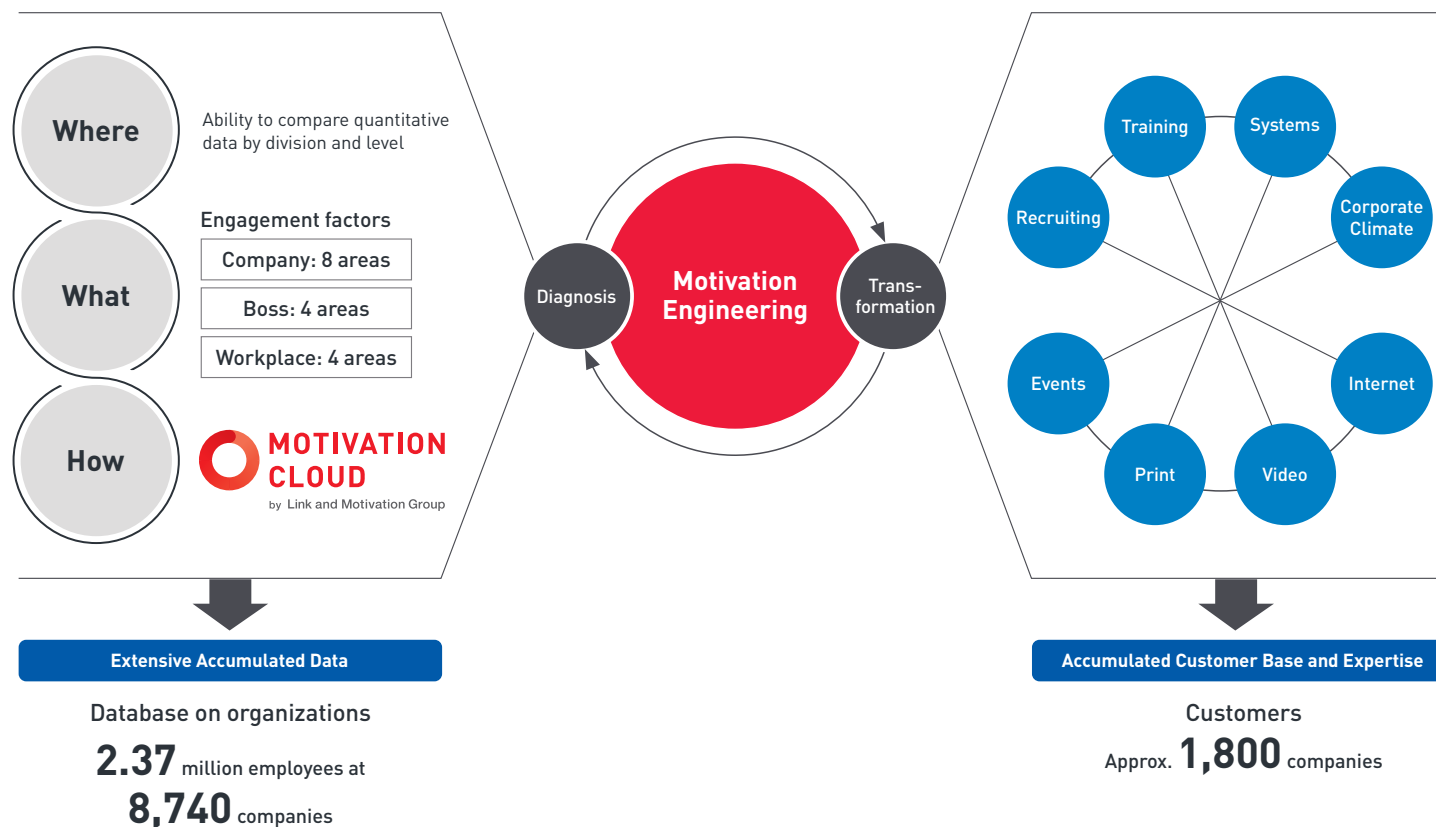 Where
Ability to compare quantitative
data by division and level
What
Engagement factors
Company: 8 areas
Boss: 4 areas
Workplace: 4 areas
How
MOTIVATION
CLOUD
by Link and Motivation Group
Diagnosis
Motivation
Engineering
Trans-
formation
Training
Systems
Recruiting
Corporate
Climate
Events
Internet
Print
Video
Extensive Accumulated Data
Database on organizations
2.37 million employees at
8,740 companies
Accumulated Customer Base and Expertise
Customers
Approx. 1,800 companies